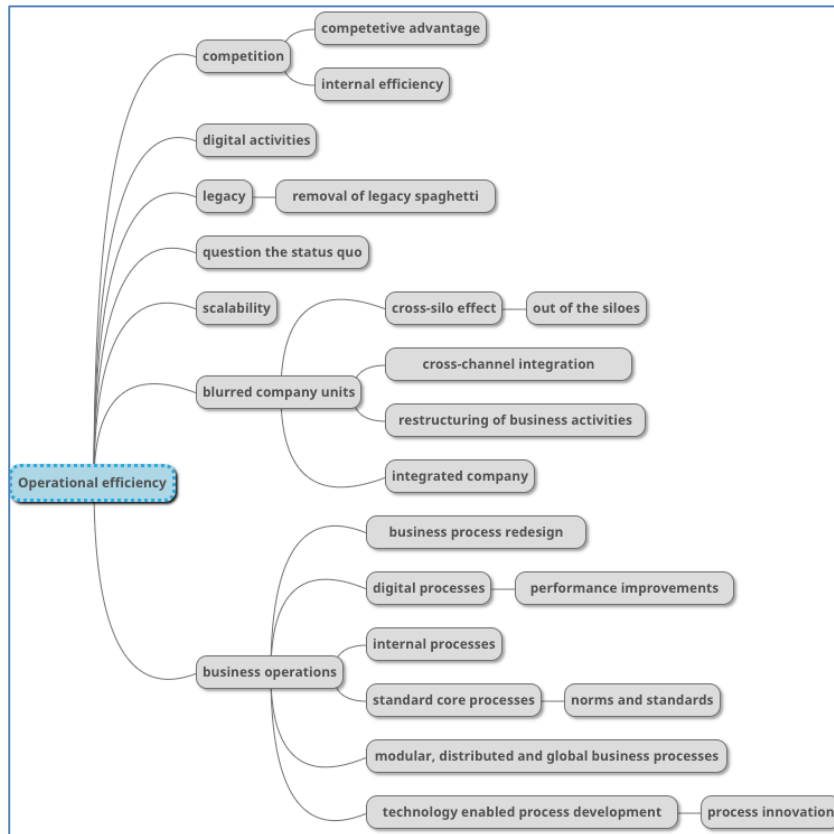 competetive advantage
competition
internal efficiency
digital activities
legacy
removal of legacy spaghetti
question the status quo
scalability
cross-silo effect
out of the siloes
cross-channel integration
blurred company units
restructuring of business activities
integrated company
Operational efficiency
business process redesign
digital processes
performance improvements
internal processes
business operations
standard core processes
norms and standards
modular, distributed and global business processes
technology enabled process development
process innovation